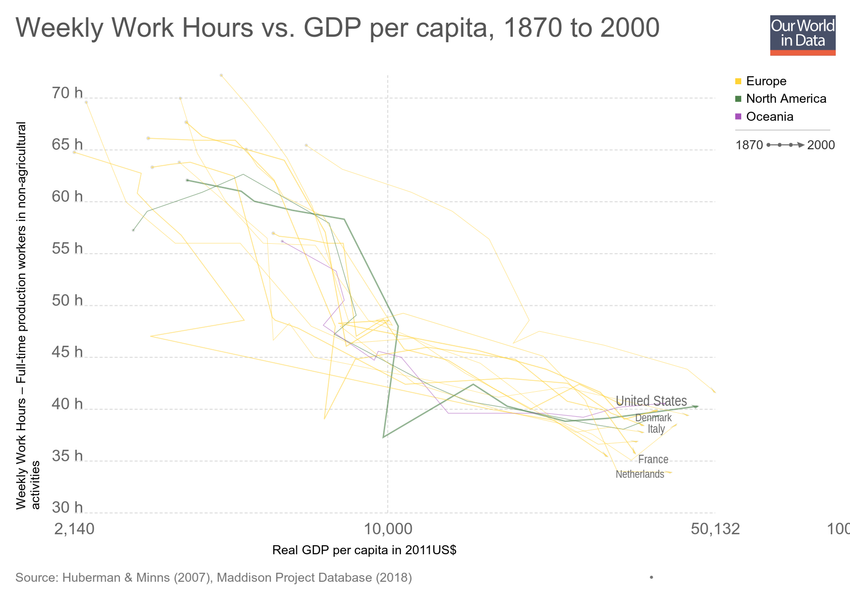 Weekly Work Hours vs. GDP per capita, 1870 to 2000
Our World
in Data
Europe
North America
Oceania
1870 2000
70 h
65 h
60 h
55 h
50 h
45 h
40 h
35 h
30 h
Weekly Work Hours – Full-time production workers in non-agricultural
activities
United States
Denmark
Italy
France
Netherlands
2,140 10,000 50,132 100
Real GDP per capita in 2011US$
Source: Huberman & Minns (2007), Maddison Project Database (2018)